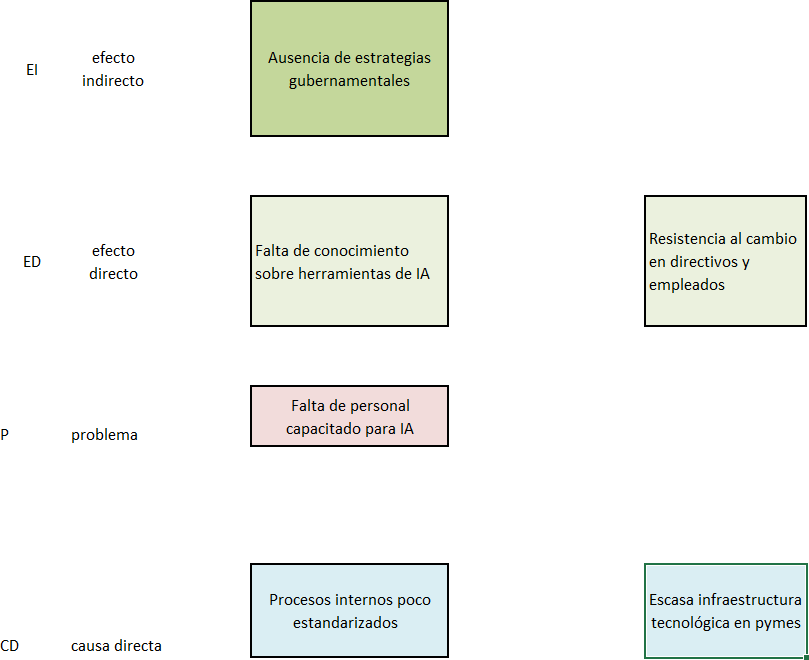 EI
efecto
indirecto
Ausencia de estrategias
gubernamentales
ED
efecto
directo
Falta de conocimiento
sobre herramientas de IA
Resistencia al cambio
en directivos y
empleados
P
problema
Falta de personal
capacitado para IA
CD
causa directa
Procesos internos poco
estandarizados
Escasa infraestructura
tecnológica en pymes